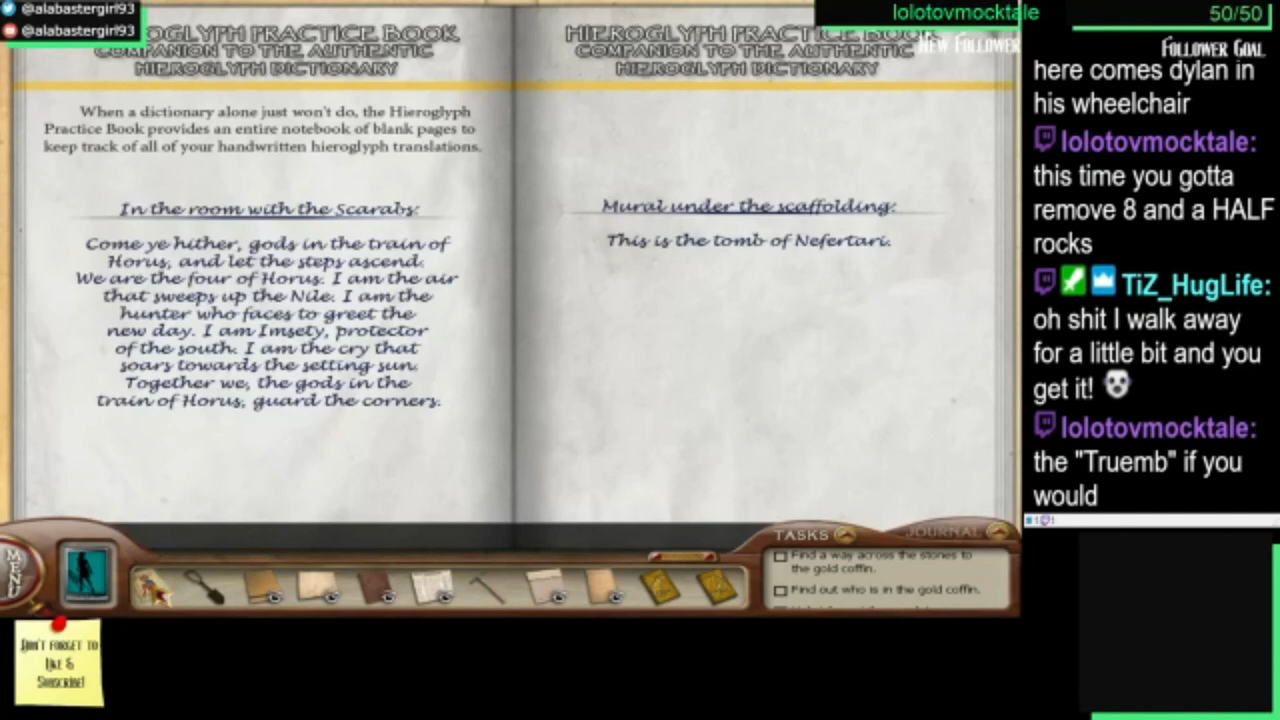 @alabastergirl93
@alabastergirl93
OGLYPH PRACTICE BOOK
COMPANION TO THE AUTHENTIC
HIEROGLYPH DICTIONARY
When a dictionary alone just won't do, the Hieroglyph
Practice Book provides an entire notebook of blank pages to
keep track of all of your handwritten hieroglyph translations.
In the room with the Scarabs:
Come ye hither, gods in the train of
Horus, and let the steps ascend.
We are the four of Horus. I am the air
that sweeps up the Nile. I am the
hunter who faces to greet the
new day. I am Imsety, protector
of the south. I am the cry that
soars towards the setting sun.
Together we, the gods in the
train of Horus, guard the corners.
HIEROGLYPH PRACTICE BOOK
COMPANION TO THE AUTHENTIC
HIEROGLYPH DICTIONARY
Mural under the scaffolding:
This is the tomb of Nefertari.
lolotovmocktale
New Follower
50/50
Follower Goal
here comes dylan in
his wheelchair
lolotovmocktale:
this time you gotta
remove 8 and a HALF
rocks
TiZ_HugLife:
oh shit I walk away
for a little bit and you
get it!
lolotovmocktale:
the "Truemb" if you
would
MENU
TASKS
JOURNAL
Find a way across the stones to
the gold coffin.
Find out who is in the gold coffin.
Don't forget to
Like &
Subscribe!